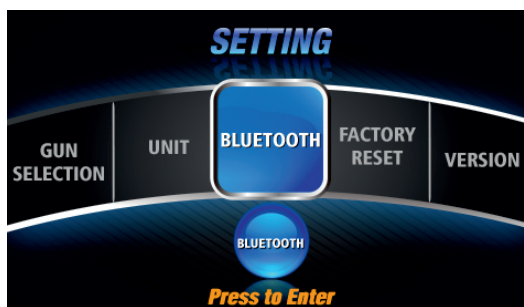 SETTING
GUN
SELECTION
UNIT
BLUETOOTH
FACTORY
RESET
VERSION
BLUETOOTH
Press to Enter